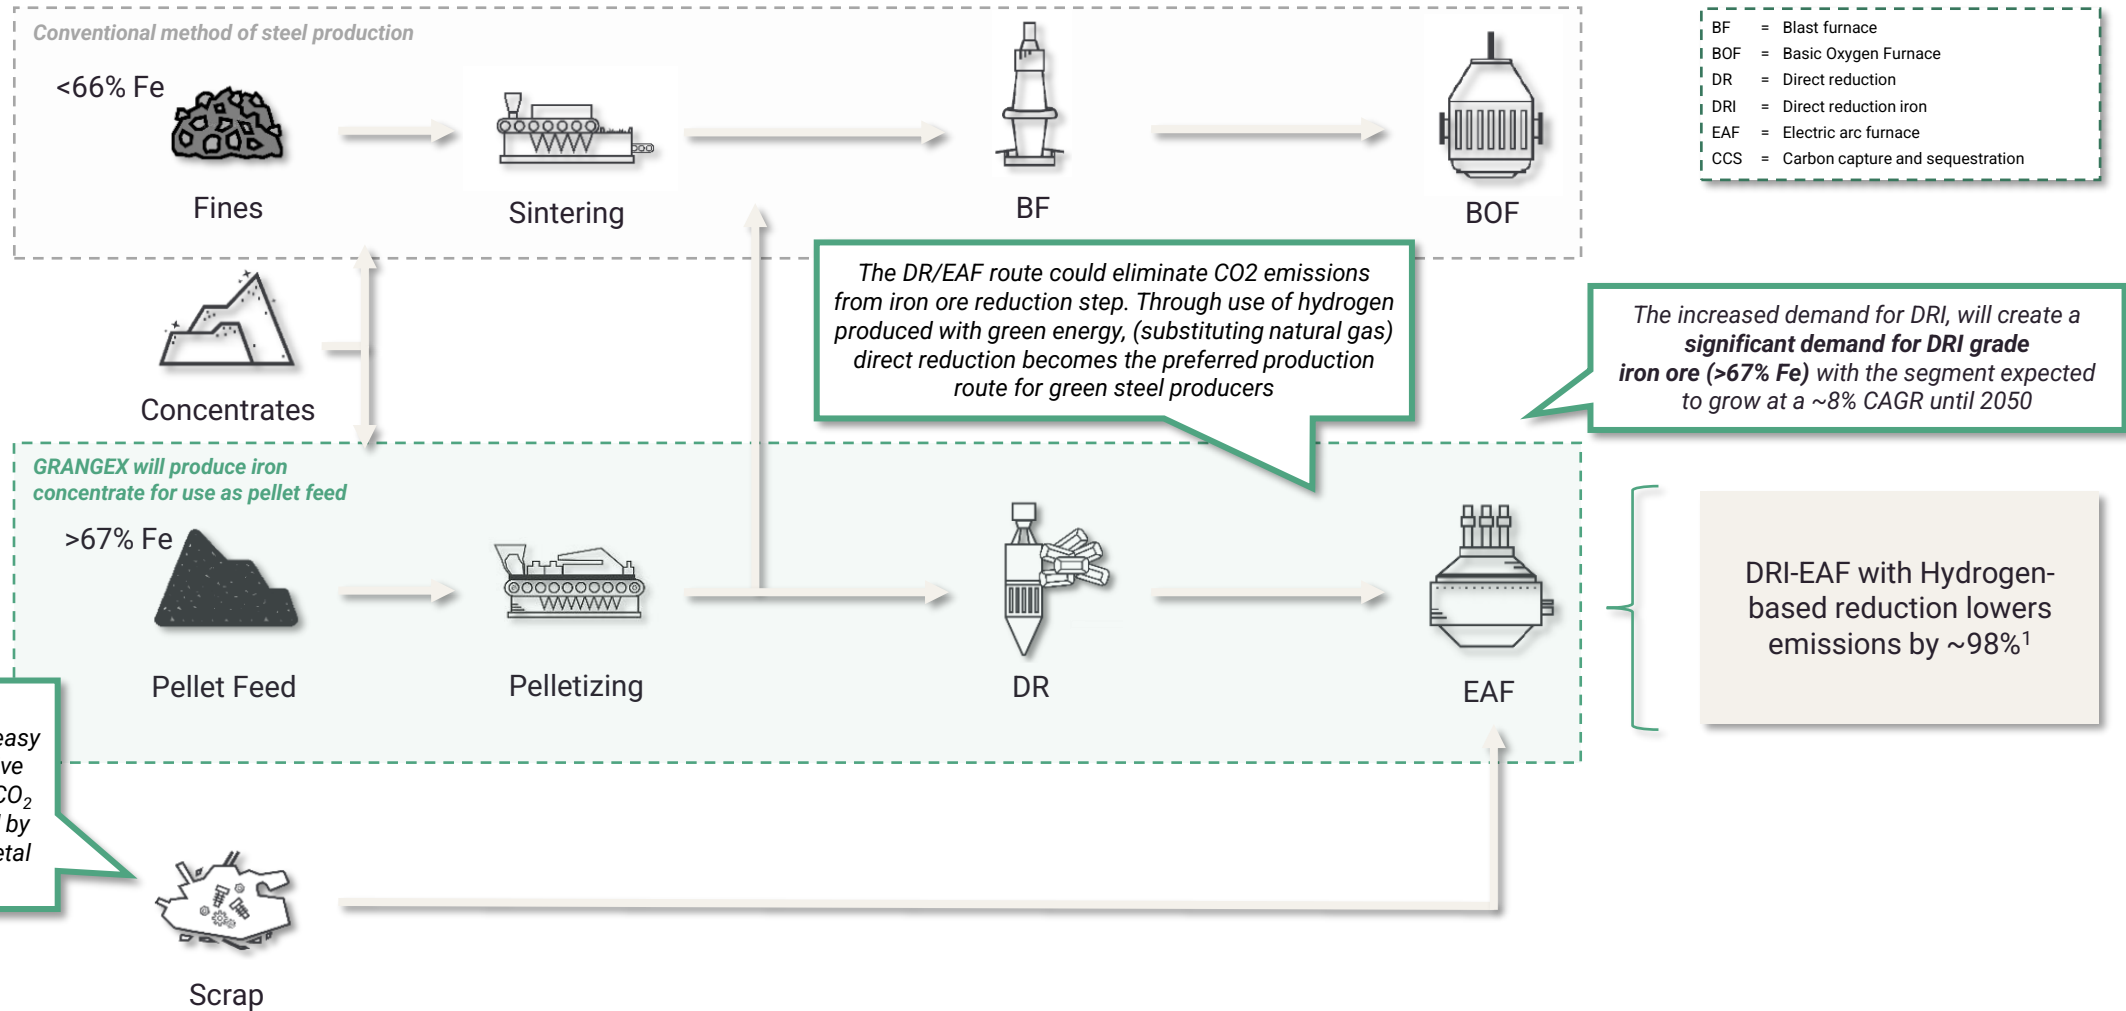 Conventional method of steel production
<66% Fe
Fines
Sintering
BF
BOF
BF = Blast furnace
BOF = Basic Oxygen Furnace
DR = Direct reduction
DRI = Direct reduction iron
EAF = Electric arc furnace
CCS = Carbon capture and sequestration
Concentrates
The DR/EAF route could eliminate CO2 emissions
from iron ore reduction step. Through use of hydrogen
produced with green energy, (substituting natural gas)
direct reduction becomes the preferred production
route for green steel producers
The increased demand for DRI, will create a
significant demand for DRI grade
iron ore (>67% Fe) with the segment expected
to grow at a ~8% CAGR until 2050
GRANGEX will produce iron
concentrate for use as pellet feed
>67% Fe
Pellet Feed
Pelletizing
DR
EAF
DRI-EAF with Hydrogen-
based reduction lowers
emissions by ~98%¹
easy
CO₂
by
Scrap